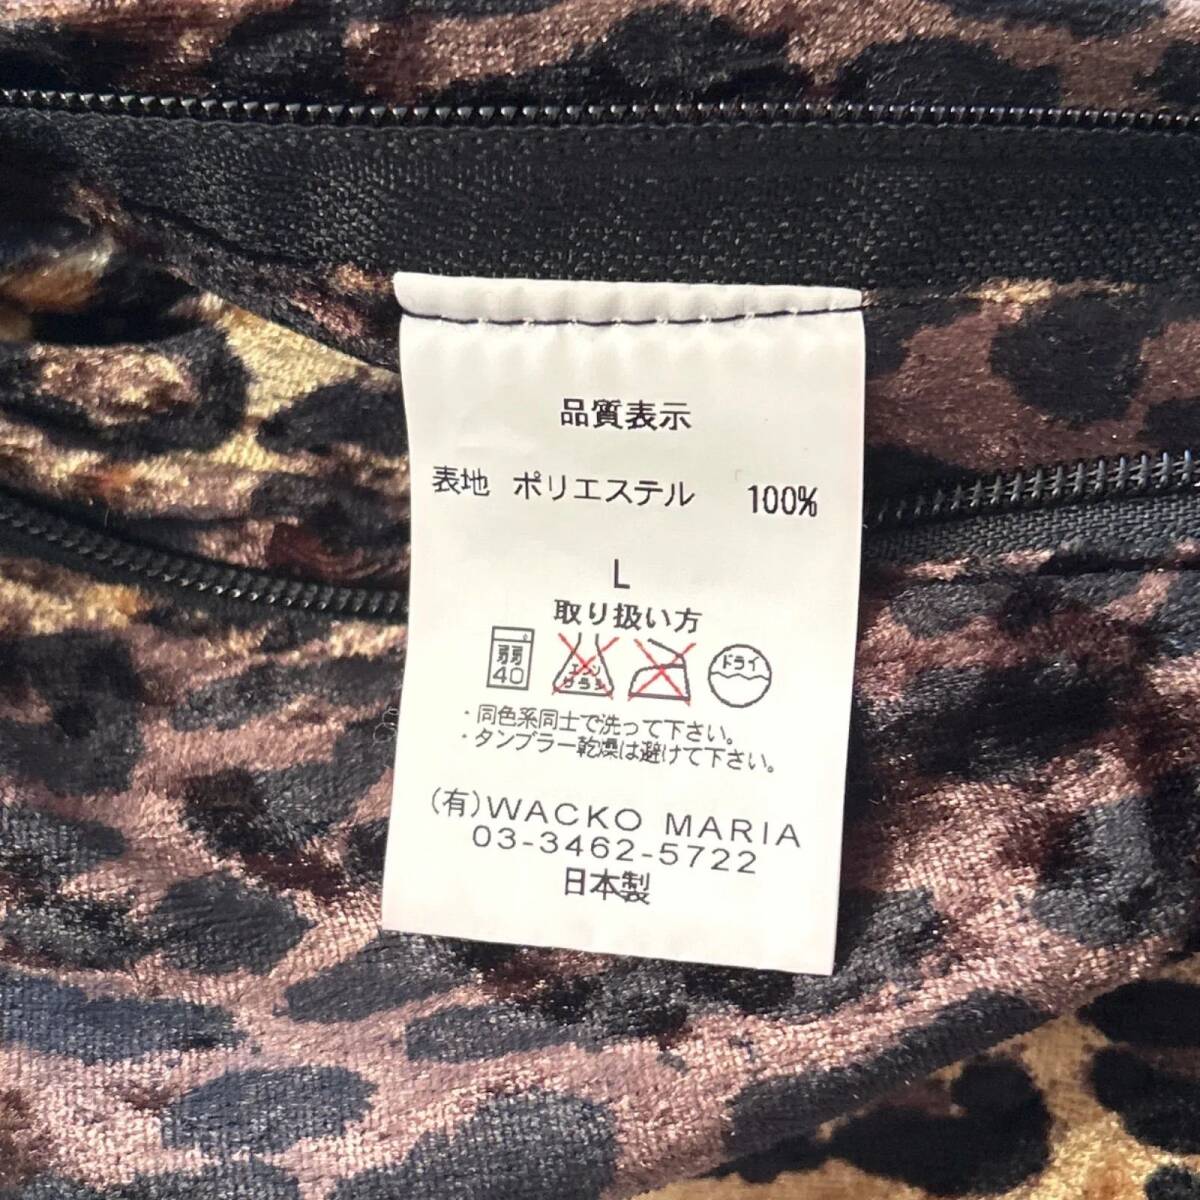 品質表示
表地 ポリエステル 100%
L
取り扱い方
弱 40 エンソ サラシ ドライ
・同色系同士で洗って下さい。
・タンブラー乾燥は避けて下さい。
(有)WACKO MARIA
03-3462-5722
日本製